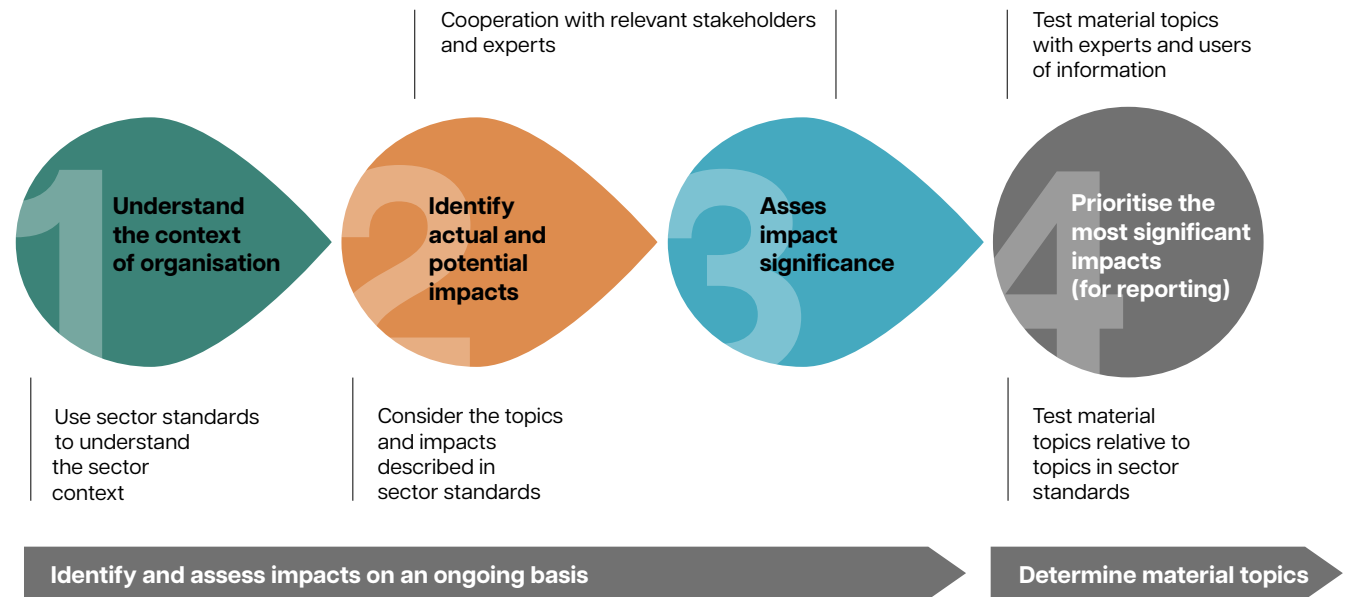 Cooperation with relevant stakeholders
and experts
Test material topics
with experts and users
of information
1
Understand
the context
of organisation
2
Identify
actual and
potential
impacts
3
Asses
impact
significance
4
Prioritise the
most significant
impacts
(for reporting)
Use sector standards
to understand
the sector
context
Consider the topics
and impacts
described in
sector standards
Test material
topics relative to
topics in sector
standards
Identify and assess impacts on an ongoing basis
Determine material topics